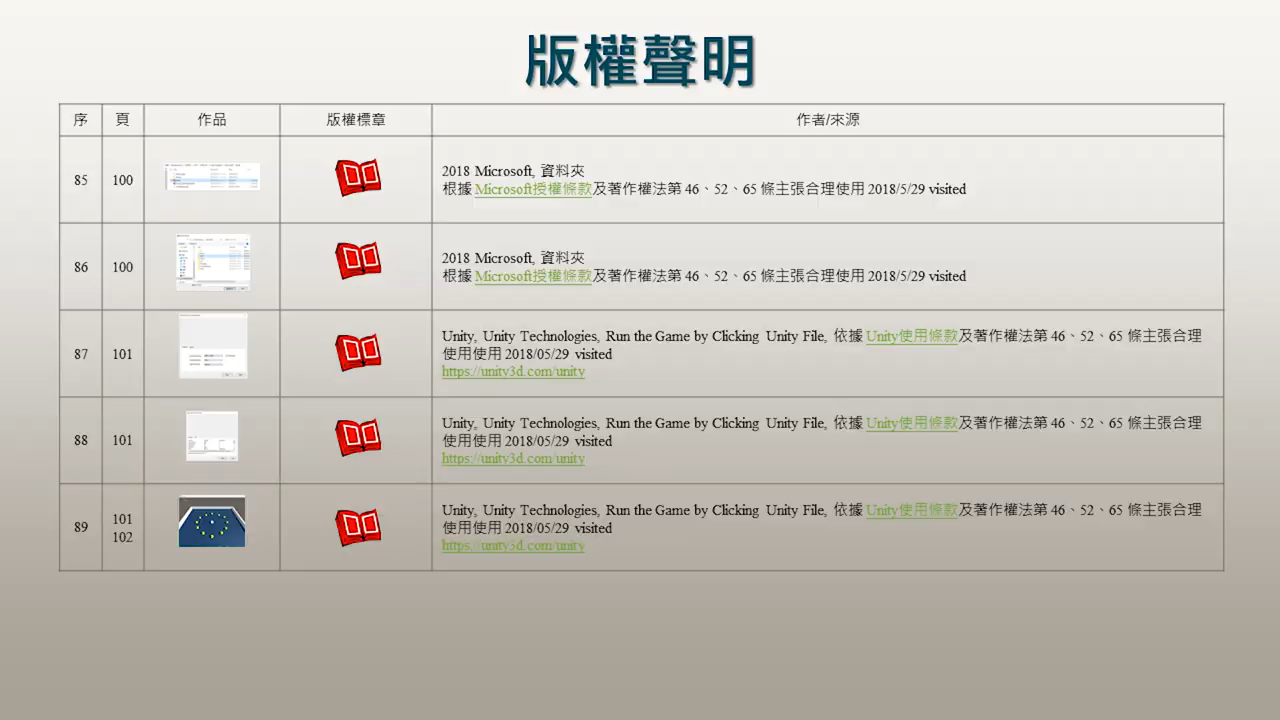 版權聲明
序 頁 作品 版權標章 作者/來源
85 100 2018 Microsoft, 資料夾
根據 Microsoft授權條款及著作權法第 46、52、65 條主張合理使用 2018/5/29 visited
86 100 2018 Microsoft, 資料夾
根據 Microsoft授權條款及著作權法第 46、52、65 條主張合理使用 2018/5/29 visited
87 101 Unity, Unity Technologies, Run the Game by Clicking Unity File, 依據 Unity使用條款及著作權法第 46、52、65 條主張合理
使用使用 2018/05/29 visited
https://unity3d.com/unity
88 101 Unity, Unity Technologies, Run the Game by Clicking Unity File, 依據 Unity使用條款及著作權法第 46、52、65 條主張合理
使用使用 2018/05/29 visited
https://unity3d.com/unity
89 101
102 Unity, Unity Technologies, Run the Game by Clicking Unity File, 依據 Unity使用條款及著作權法第 46、52、65 條主張合理
使用使用 2018/05/29 visited
https://unity3d.com/unity